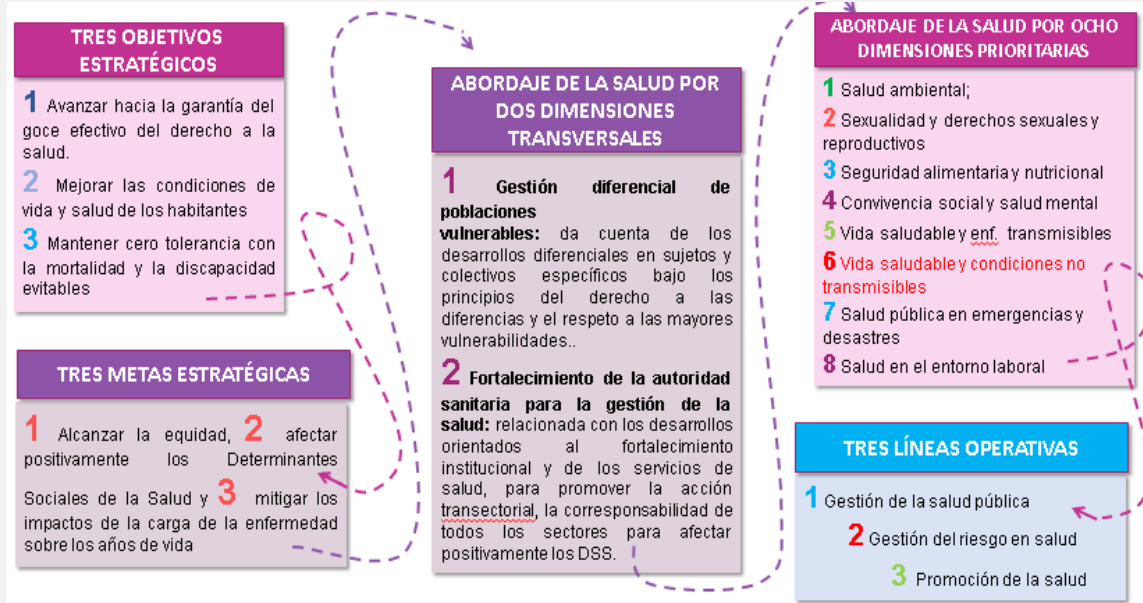 TRES OBJETIVOS
ESTRATÉGICOS
1 Avanzar hacia la garantía del
goce efectivo del derecho a la
salud.
2 Mejorar las condiciones de
vida y salud de los habitantes
3 Mantener cero tolerancia con
la mortalidad y la discapacidad
evitables
TRES METAS ESTRATÉGICAS
1 Alcanzar la equidad, 2 afectar
positivamente los Determinantes
Sociales de la Salud y 3 mitigar los
impactos de la carga de la enfermedad
sobre los años de vida
ABORDAJE DE LA SALUD POR
DOS DIMENSIONES
TRANSVERSALES
1 Gestión diferencial de
poblaciones
vulnerables: da cuenta de los
desarrollos diferenciales en sujetos y
colectivos específicos bajo los
principios del derecho a las
diferencias y el respeto a las mayores
vulnerabilidades..
2 Fortalecimiento de la autoridad
sanitaria para la gestión de la
salud: relacionada con los desarrollos
orientados al fortalecimiento
institucional y de los servicios de
salud, para promover la acción
transectorial, la corresponsabilidad de
todos los sectores para afectar
positivamente los DSS.
ABORDAJE DE LA SALUD POR OCHO
DIMENSIONES PRIORITARIAS
1 Salud ambiental;
2 Sexualidad y derechos sexuales y
reproductivos
3 Seguridad alimentaria y nutricional
4 Convivencia social y salud mental
5 Vida saludable y enf. transmisibles
6 Vida saludable y condiciones no
transmisibles
7 Salud pública en emergencias y
desastres
8 Salud en el entorno laboral
TRES LÍNEAS OPERATIVAS
1 Gestión de la salud pública
2 Gestión del riesgo en salud
3 Promoción de la salud